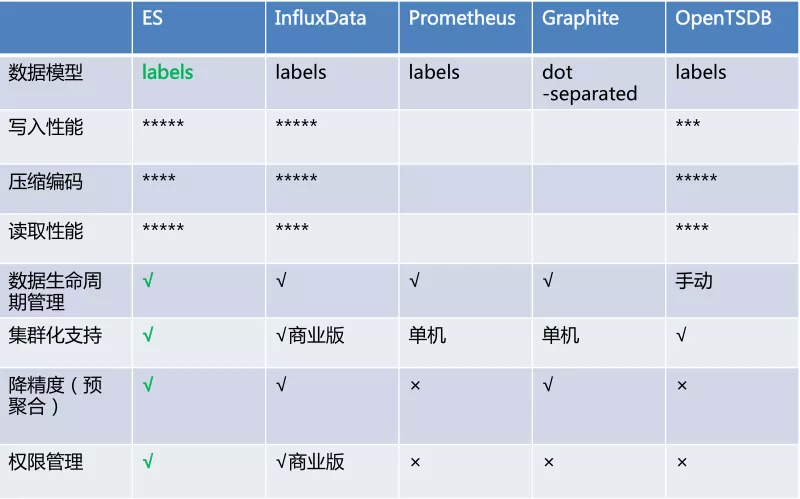 ES InfluxData Prometheus Graphite OpenTSDB
数据模型 labels labels labels dot labels
-separated
写入性能 ***** ***** ***
压缩编码 **** ***** *****
读取性能 ***** **** ****
数据生命周 √ √ √ √ 手动
期管理
集群化支持 √ √商业版 单机 单机 √
降精度（预 √ √ × √ ×
聚合）
权限管理 √ √商业版 × × ×